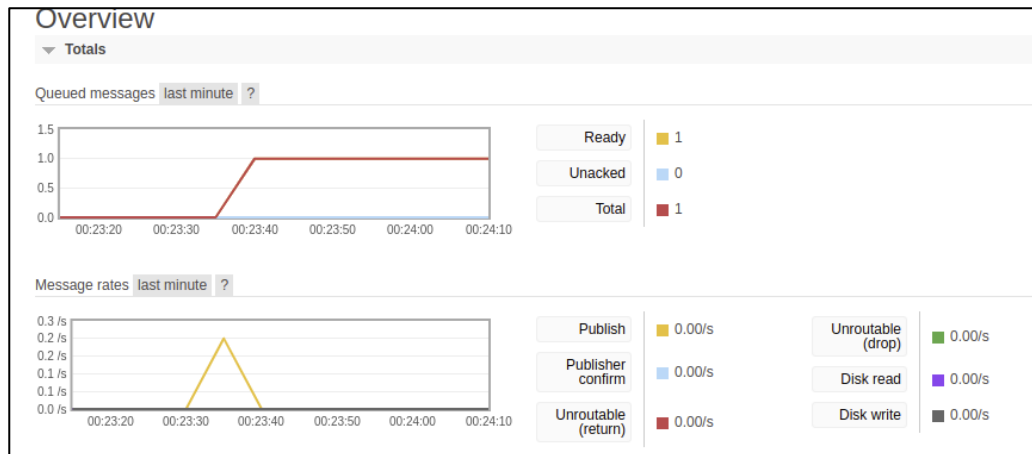 Overview
Totals
Queued messages last minute ?
1.5
1.0
0.5
0.0
00:23:20 00:23:30 00:23:40 00:23:50 00:24:00 00:24:10
Ready 1
Unacked 0
Total 1
Message rates last minute ?
0.3 /s
0.2 /s
0.2 /s
0.1 /s
0.1 /s
0.0 /s
00:23:20 00:23:30 00:23:40 00:23:50 00:24:00 00:24:10
Publish 0.00/s
Publisher
confirm 0.00/s
Unroutable
(return) 0.00/s
Unroutable
(drop) 0.00/s
Disk read 0.00/s
Disk write 0.00/s